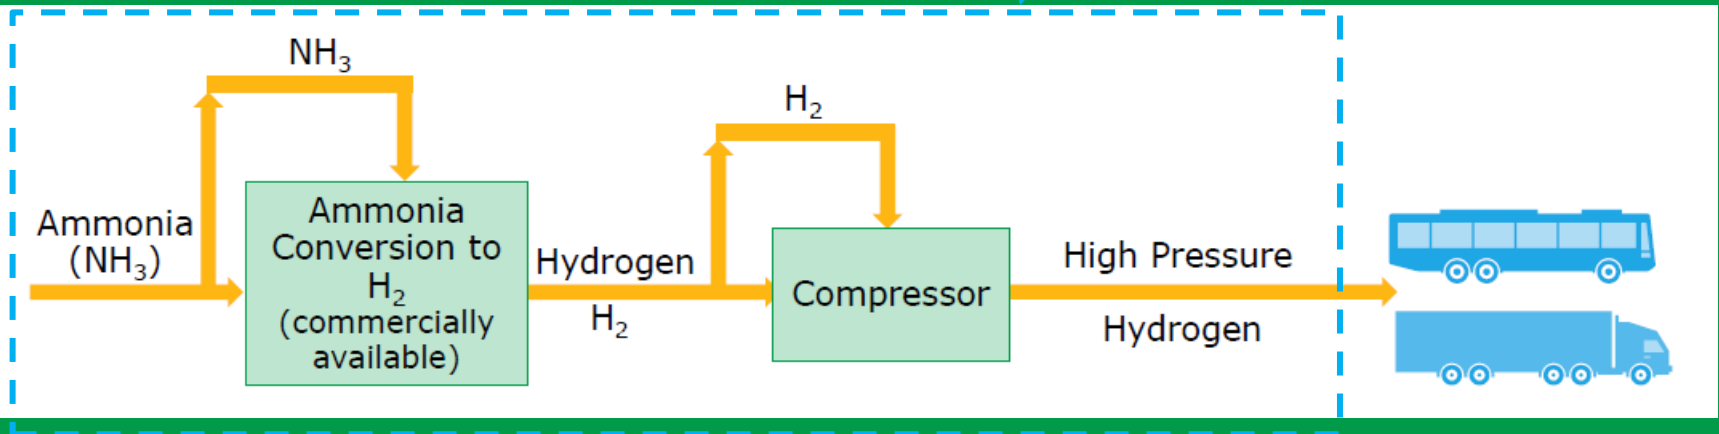 NH₃
H₂
Ammonia
(NH₃)
Ammonia
Conversion to
H₂
(commercially
available)
Hydrogen
H₂
Compressor
High Pressure
Hydrogen